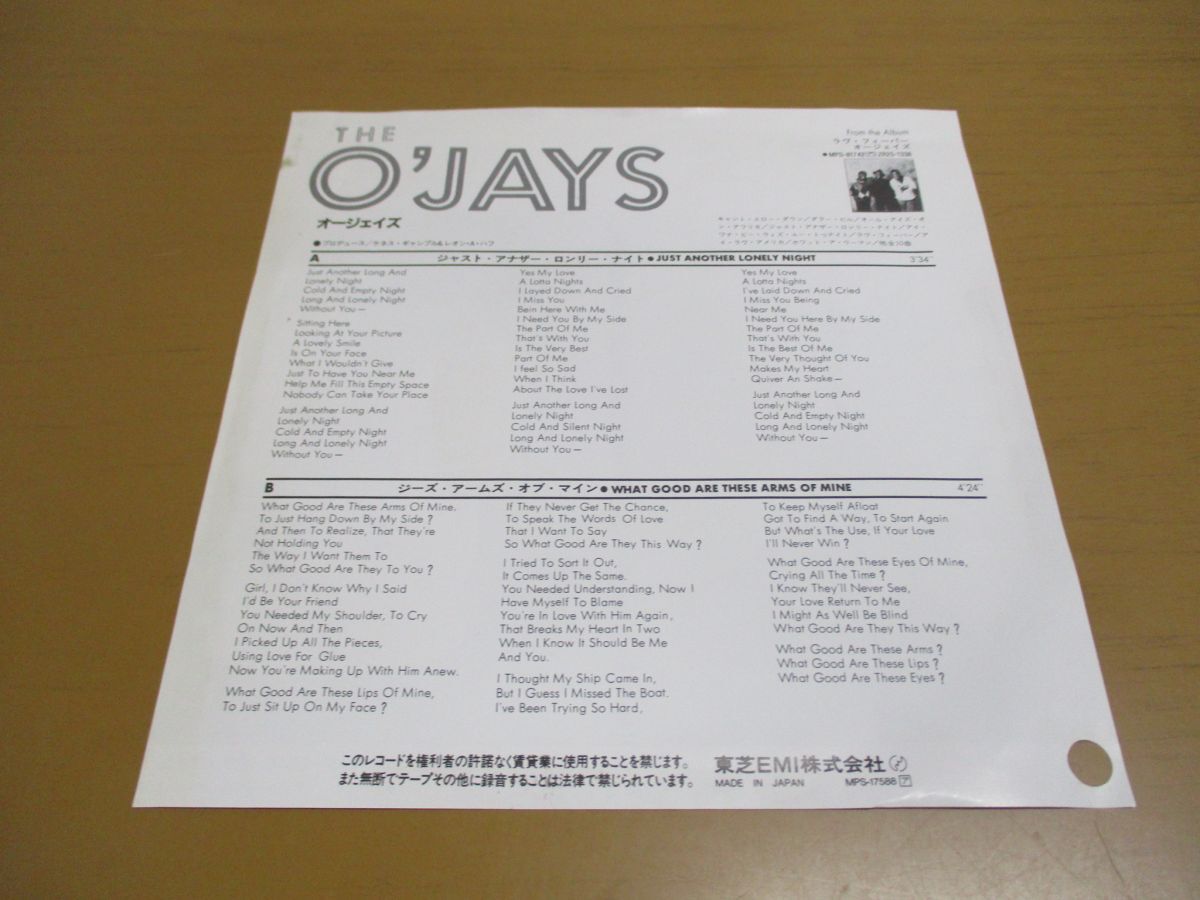 THE
O'JAYS
オージェイズ
From the Album
ラヴ・フィーバー
オージェイズ
●プロデュース/ケネス・ギャンブル&レオン・A・ハフ
A ジャスト・アナザー・ロンリー・ナイト●JUST ANOTHER LONELY NIGHT 3'34"
Just Another Long And
Lonely Night
Cold And Empty Night
Long And Lonely Night
Without You—
Sitting Here
Looking At Your Picture
A Lovely Smile
Is On Your Face
What I Wouldn't Give
Just To Have You Near Me
Help Me Fill This Empty Space
Nobody Can Take Your Place
Just Another Long And
Lonely Night
Cold And Empty Night
Long And Lonely Night
Without You—
Yes My Love
A Lotta Nights
I Layed Down And Cried
I Miss You
Bein Here With Me
I Need You By My Side
The Part Of Me
That's With You
Is The Very Best
Part Of Me
I feel So Sad
When I Think
About The Love I've Lost
Just Another Long And
Lonely Night
Cold And Silent Night
Long And Lonely Night
Without You—
Yes My Love
A Lotta Nights
I've Laid Down And Cried
I Miss You Being
Near Me
I Need You Here By My Side
The Part Of Me
That's With You
Is The Best Of Me
The Very Thought Of You
Makes My Heart
Quiver An Shake—
Just Another Long And
Lonely Night
Cold And Empty Night
Long And Lonely Night
Without You—
B ジーズ・アームズ・オブ・マイン●WHAT GOOD ARE THESE ARMS OF MINE 4'24"
What Good Are These Arms Of Mine.
To Just Hang Down By My Side?
And Then To Realize, That They're
Not Holding You
The Way I Want Them To
So What Good Are They To You?
Girl, I Don't Know Why I Said
I'd Be Your Friend
You Needed My Shoulder, To Cry
On Now And Then
I Picked Up All The Pieces,
Using Love For Glue
Now You're Making Up With Him Anew.
What Good Are These Lips Of Mine,
To Just Sit Up On My Face?
If They Never Get The Chance,
To Speak The Words Of Love
That I Want To Say
So What Good Are They This Way?
I Tried To Sort It Out,
It Comes Up The Same.
You Needed Understanding, Now!
Have Myself To Blame
You're In Love With Him Again,
That Breaks My Heart In Two
When I Know It Should Be Me
And You.
I Thought My Ship Came In,
But I Guess I Missed The Boat.
I've Been Trying So Hard,
To Keep Myself Afloat
Got To Find A Way, To Start Again
But What's The Use, If Your Love
I'll Never Win?
What Good Are These Eyes Of Mine,
Crying All The Time?
I Know They'll Never See,
Your Love Return To Me
I Might As Well Be Blind
What Good Are They This Way?
What Good Are These Arms?
What Good Are These Lips?
What Good Are These Eyes?
このレコードを権利者の許諾なく賃貸業に使用することを禁じます。
また無断でテープその他に録音することは法律で禁じられています。
東芝EMI株式会社
MADE IN JAPAN MPS-17588 ア